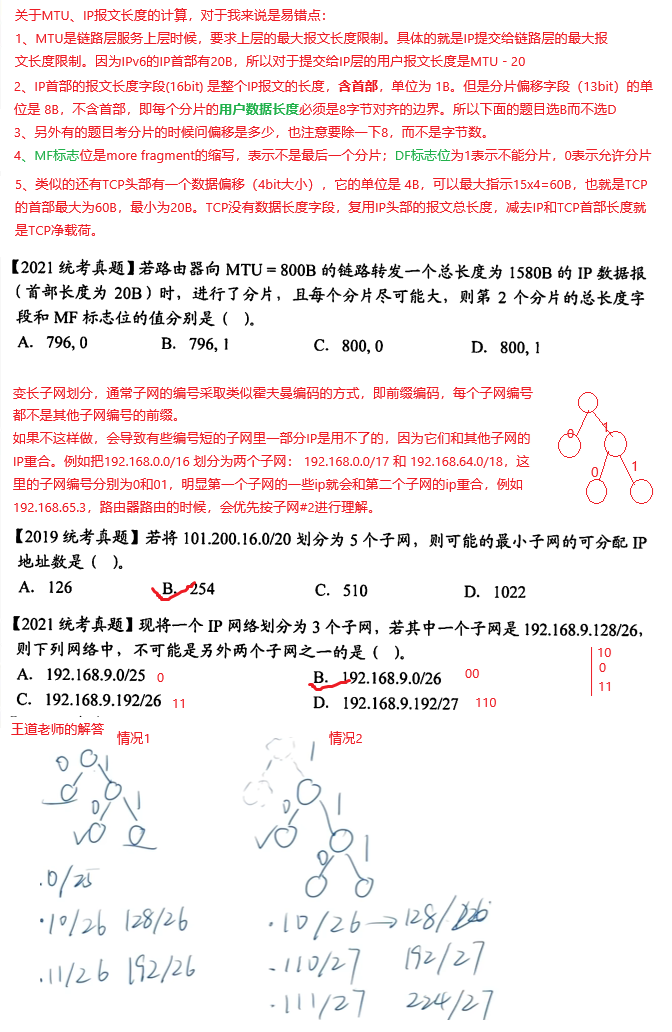 关于MTU、IP报文长度的计算，对于我来说是易错点：
1、MTU是链路层服务上层时候，要求上层的最大报文长度限制。具体的就是IP提交给链路层的最大报
文长度限制。因为IPv6的IP首部有20B，所以对于提交给IP层的用户报文长度是MTU - 20
2、IP首部的报文长度字段(16bit) 是整个IP报文的长度，含首部，单位为 1B。但是分片偏移字段（13bit）的单
位是 8B，不含首部，即每个分片的用户数据长度必须是8字节对齐的边界。所以下面的题目选B而不选D
3、另外有的题目考分片的时候问偏移是多少，也注意要除一下8，而不是字节数。
4、MF标志位是more fragment的缩写，表示不是最后一个分片；DF标志位为1表示不能分片，0表示允许分片
5、类似的还有TCP头部有一个数据偏移（4bit大小），它的单位是 4B，可以最大指示15x4=60B，也就是TCP
的首部最大为60B，最小为20B。TCP没有数据长度字段，复用IP头部的报文总长度，减去IP和TCP首部长度就
是TCP净载荷。
【2021 统考真题】若路由器向 MTU = 800B 的链路转发一个总长度为 1580B 的 IP 数据报
（首部长度为 20B）时，进行了分片，且每个分片尽可能大，则第 2 个分片的总长度字
段和 MF 标志位的值分别是（ ）。
A. 796, 0 B. 796, 1 C. 800, 0 D. 800, 1
变长子网划分，通常子网的编号采取类似霍夫曼编码的方式，即前缀编码，每个子网编号
都不是其他子网编号的前缀。
如果不这样做，会导致有些编号短的子网里一部分IP是用不了的，因为它们和其他子网的
IP重合。例如把192.168.0.0/16 划分为两个子网： 192.168.0.0/17 和 192.168.64.0/18，这
里的子网编号分别为0和01，明显第一个子网的一些ip就会和第二个子网的ip重合，例如
192.168.65.3，路由器路由的时候，会优先按子网#2进行理解。
0 1
0 1
【2019 统考真题】若将 101.200.16.0/20 划分为 5 个子网，则可能的最小子网的可分配 IP
地址数是（ ）。
A. 126 B. 254 C. 510 D. 1022
【2021 统考真题】现将一个 IP 网络划分为 3 个子网，若其中一个子网是 192.168.9.128/26，
则下列网络中，不可能是另外两个子网之一的是（ ）。
A. 192.168.9.0/25 0 B. 192.168.9.0/26 00
C. 192.168.9.192/26 11 D. 192.168.9.192/27 110
10
0
11
王道老师的解答
情况1 情况2
0 1 1
0 1 0 1
0 1
.0/25
.10/26 128/26 .10/26→128/26
.11/26 192/26 .110/27 192/27
.111/27 224/27